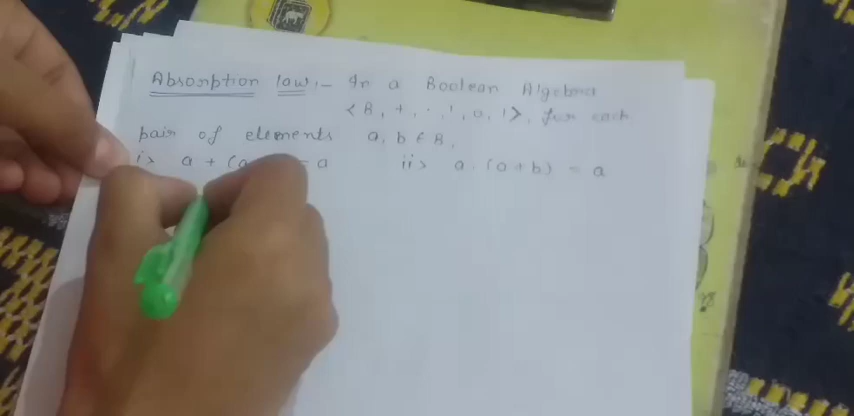 Absorption law :- In a Boolean Algebra
< B, +, ·, ', 0, 1 >, for each
pair of elements a, b ∈ B,
i> a + (a = a ii> a · (a + b) = a